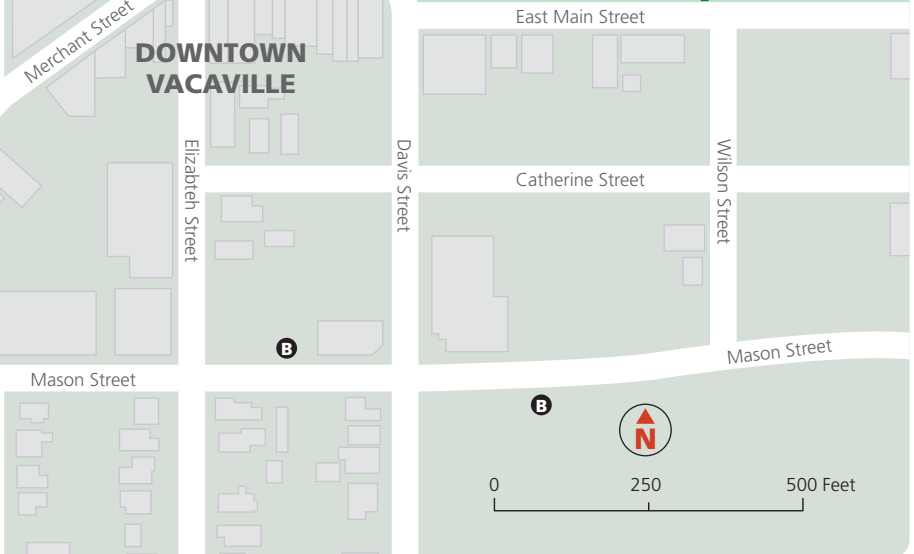 Merchant Street
East Main Street
DOWNTOWN
VACAVILLE
Elizabteh Street
Davis Street
Wilson Street
Catherine Street
B
Mason Street
Mason Street
B
N
0 250 500 Feet